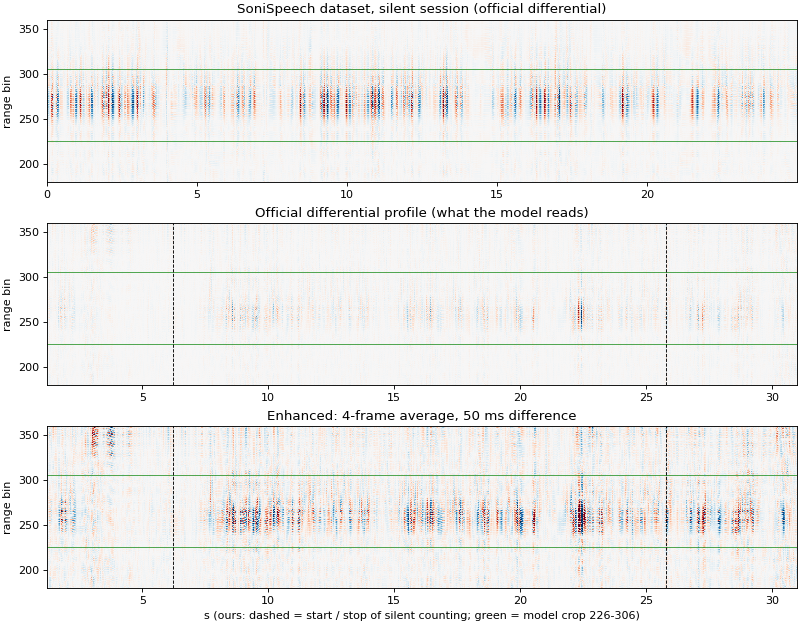 SoniSpeech dataset, silent session (official differential)
range bin
350
300
250
200
0 5 10 15 20
Official differential profile (what the model reads)
range bin
350
300
250
200
5 10 15 20 25 30
Enhanced: 4-frame average, 50 ms difference
range bin
350
300
250
200
5 10 15 20 25 30
s (ours: dashed = start / stop of silent counting; green = model crop 226-306)